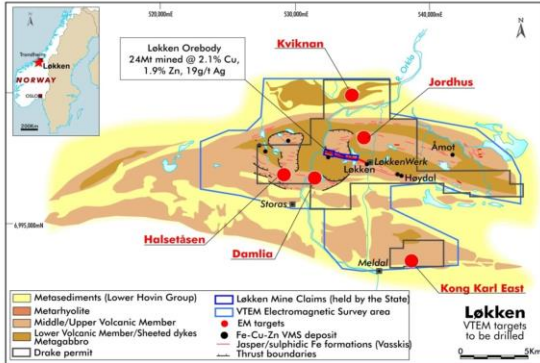 520,000mE
530,000mE
540,000mE
N
Trondheim
Løkken
NORWAY
OSLO
Løkken Orebody
24Mt mined @ 2.1% Cu,
1.9% Zn, 19g/t Ag
Kviknan
Orkla
N
Jordhus
Åmot
LøkkenVerk
Løkken
Høydal
Storas
6,995,000mN
Halsetåsen
Damlia
Meldal
Kong Karl East
Metasediments (Lower Hovin Group)
Metarhyolite
Middle/Upper Volcanic Member
Lower Volcanic Member/Sheeted dykes
Metagabbro
Drake permit
Løkken Mine Claims (held by the State)
VTEM Electromagnetic Survey area
EM targets
Fe-Cu-Zn VMS deposit
Jasper/sulphidic Fe formations (Vasskis)
Thrust boundaries
Løkken
VTEM targets
to be drilled
0
5Km